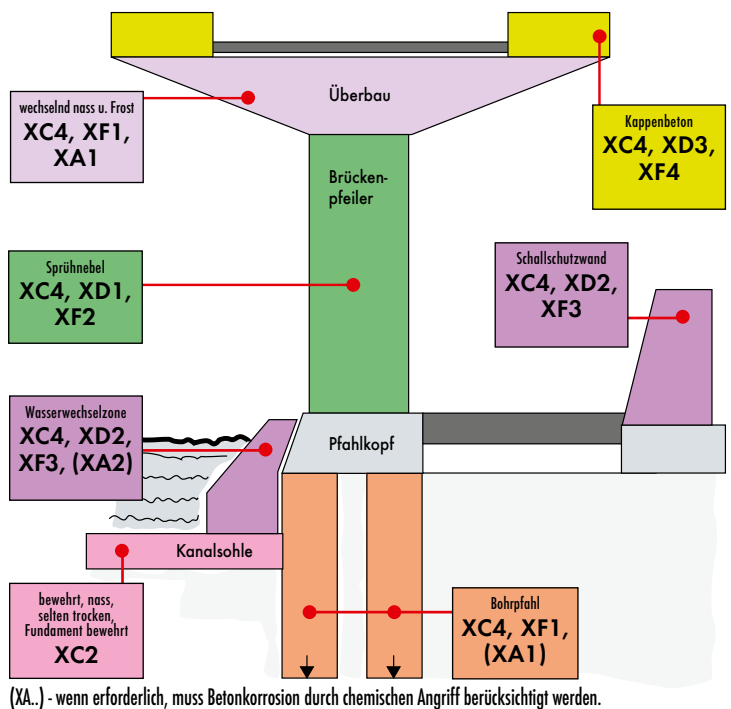 Überbau
wechselnd nass u. Frost
XC4, XF1,
XA1
Kappenbeton
XC4, XD3,
XF4
Brücken-
pfeiler
Sprühnebel
XC4, XD1,
XF2
Schallschutzwand
XC4, XD2,
XF3
Wasserwechselzone
XC4, XD2,
XF3, (XA2)
Pfahlkopf
Kanalsohle
bewehrt, nass,
selten trocken,
Fundament bewehrt
XC2
Bohrpfahl
XC4, XF1,
(XA1)
(XA..) - wenn erforderlich, muss Betonkorrosion durch chemischen Angriff berücksichtigt werden.